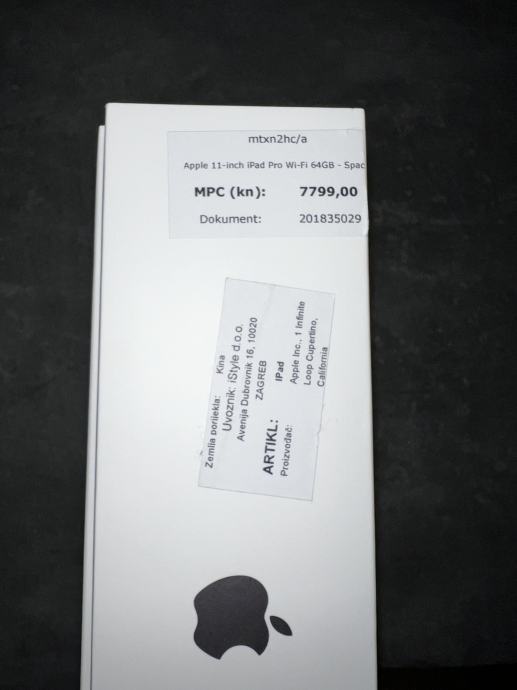 mtxn2hc/a
Apple 11-inch iPad Pro Wi-Fi 64GB - Spac
MPC (kn): 7799,00
Dokument: 201835029
Zemlja porijekla: Kina
Uvoznik: iStyle d.o.o.
Avenija Dubrovnik 16, 10020
ZAGREB
ARTIKL: IPad
Proizvođač: Apple Inc., 1 Infinite
Loop Cupertino,
California